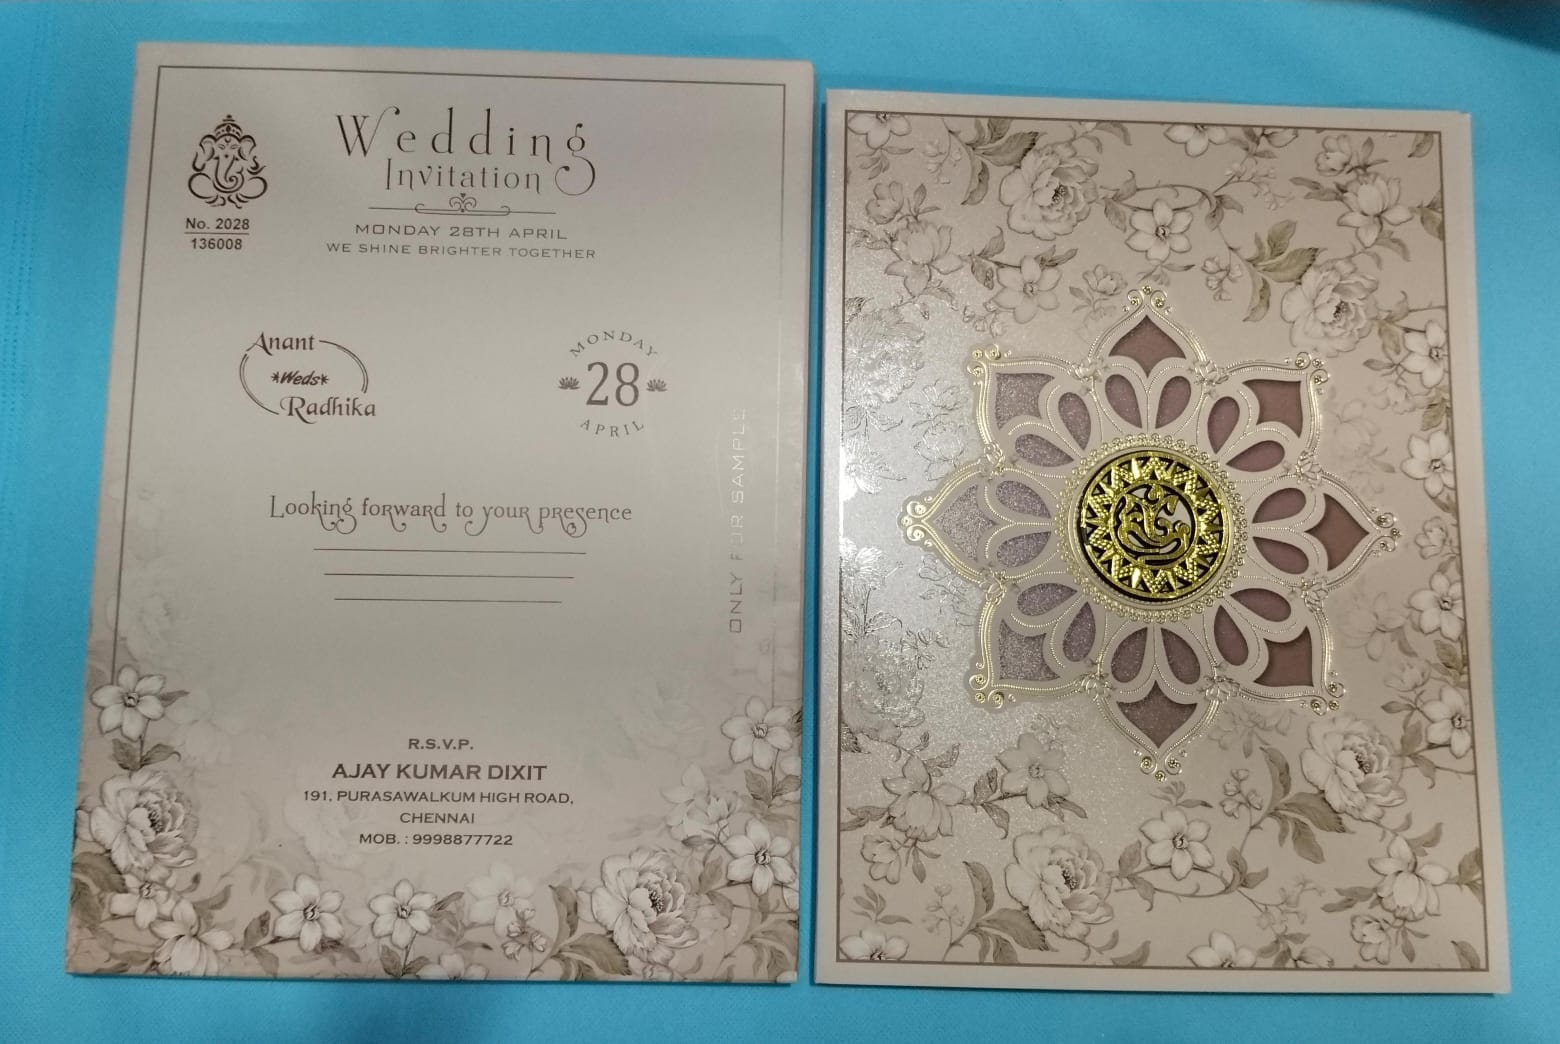 Wedding
Invitation
MONDAY 28TH APRIL
WE SHINE BRIGHTER TOGETHER
No. 2028
136008
Anant
*Weds*
Radhika
MONDAY
28
APRIL
Looking forward to your presence
ONLY FOR SAMPLE
R.S.V.P.
AJAY KUMAR DIXIT
191, PURASAWALKUM HIGH ROAD,
CHENNAI
MOB. : 9998877722